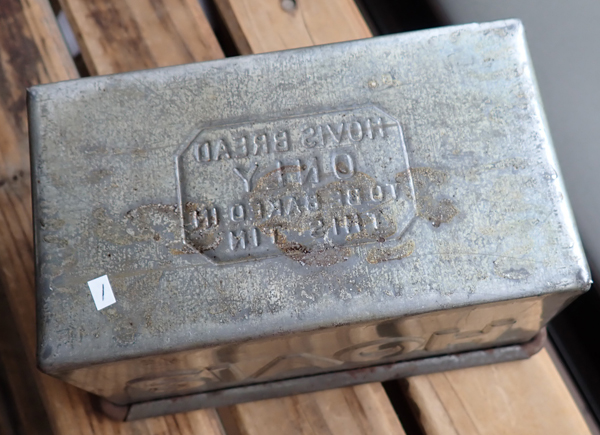 HOVIS BREAD
ONLY
TO BE BAKED IN
THIS TIN
HOVIS
1